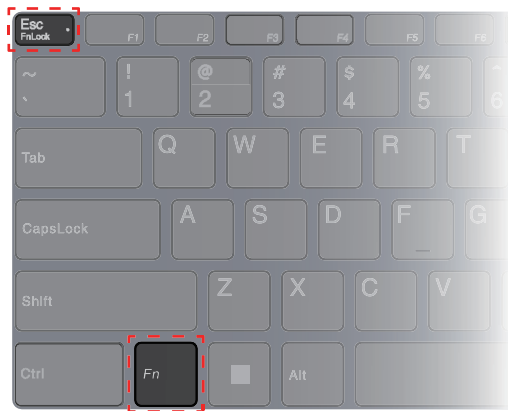 Esc F1 F2 F3 F4 F5 F6
FnLock
~ ! @ # $ % ^
` 1 2 3 4 5 6
Tab Q W E R T
CapsLock A S D F G
Shift Z X C V
Ctrl Fn Alt